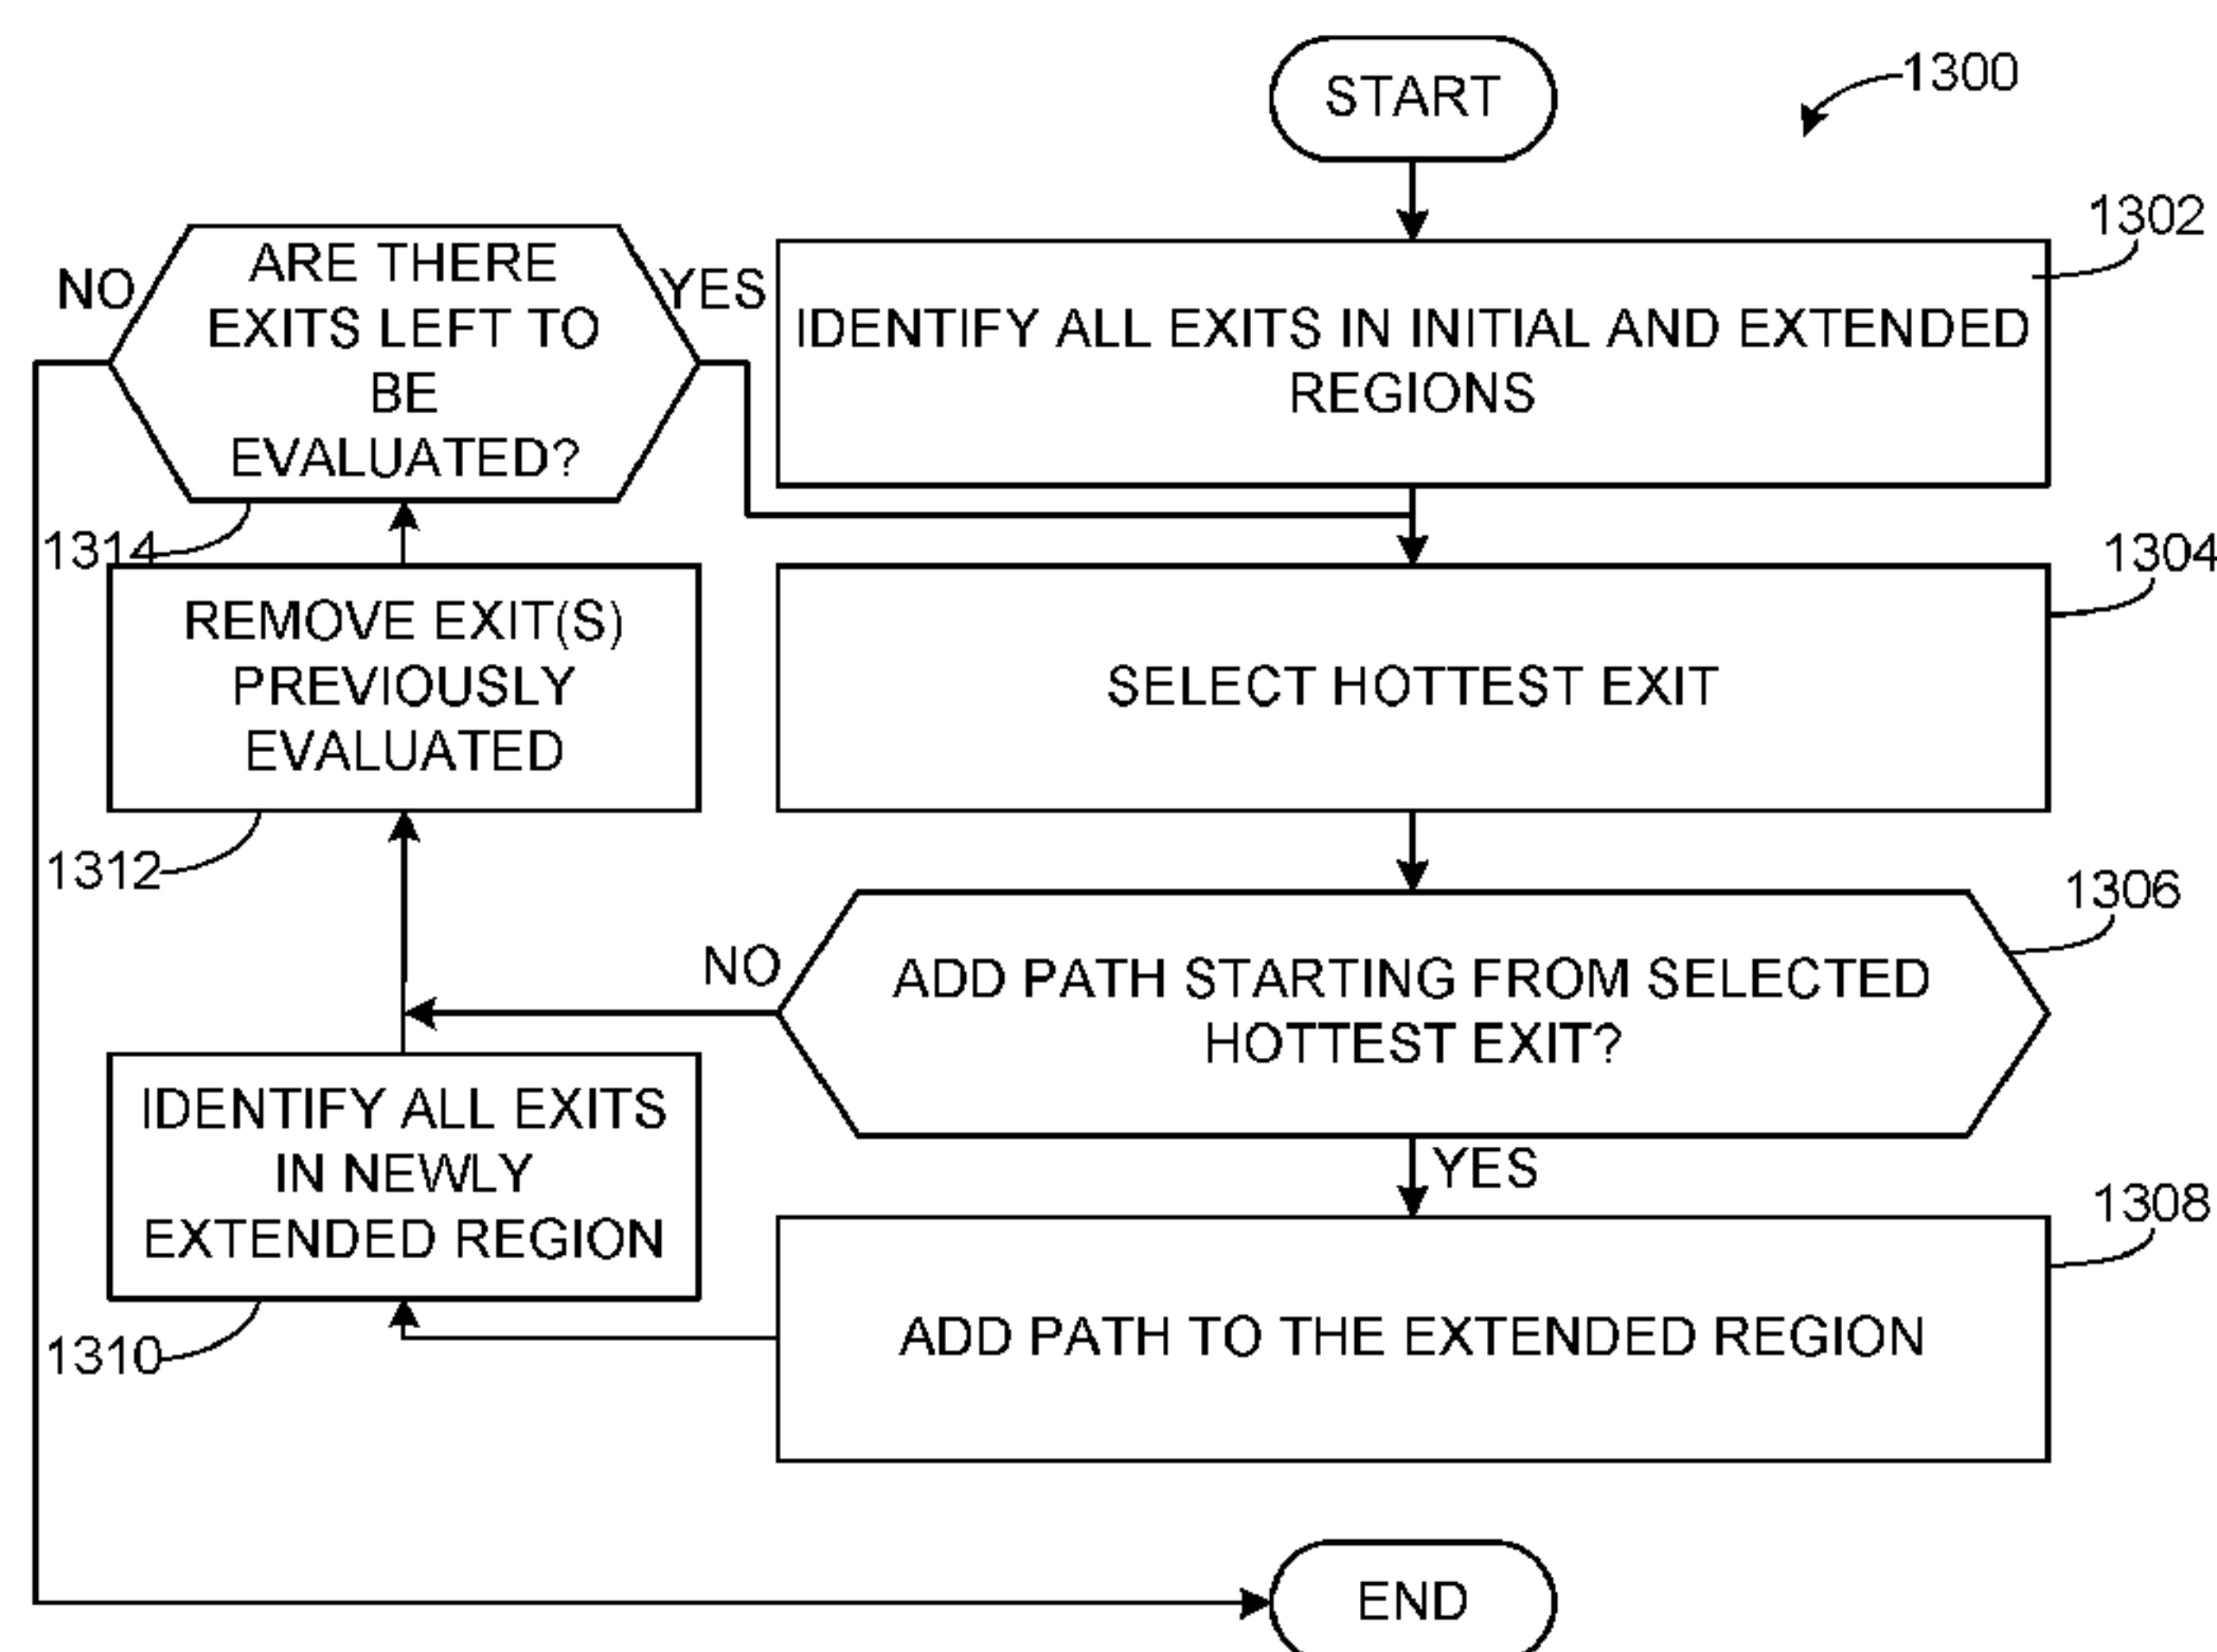 START
1300
1302
IDENTIFY ALL EXITS IN INITIAL AND EXTENDED
REGIONS
1304
SELECT HOTTEST EXIT
1306
ADD PATH STARTING FROM SELECTED
HOTTEST EXIT?
NO
YES
1308
ADD PATH TO THE EXTENDED REGION
IDENTIFY ALL EXITS
IN NEWLY
EXTENDED REGION
1310
REMOVE EXIT(S)
PREVIOUSLY
EVALUATED
1312
ARE THERE
EXITS LEFT TO
BE
EVALUATED?
1314
NO
YES
END